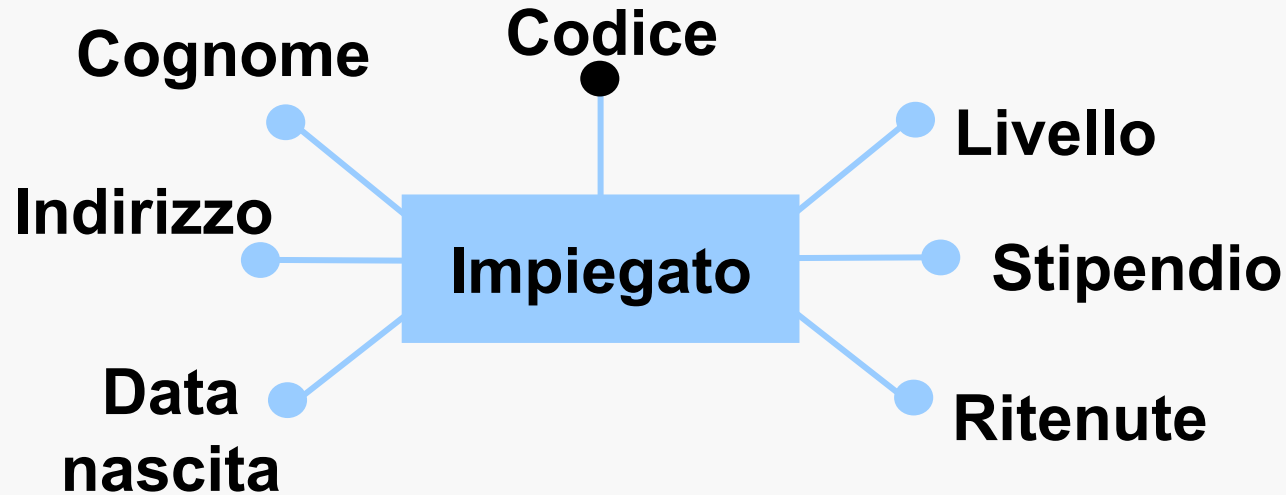 Codice
Cognome
Livello
Indirizzo
Impiegato
Stipendio
Data
nascita
Ritenute